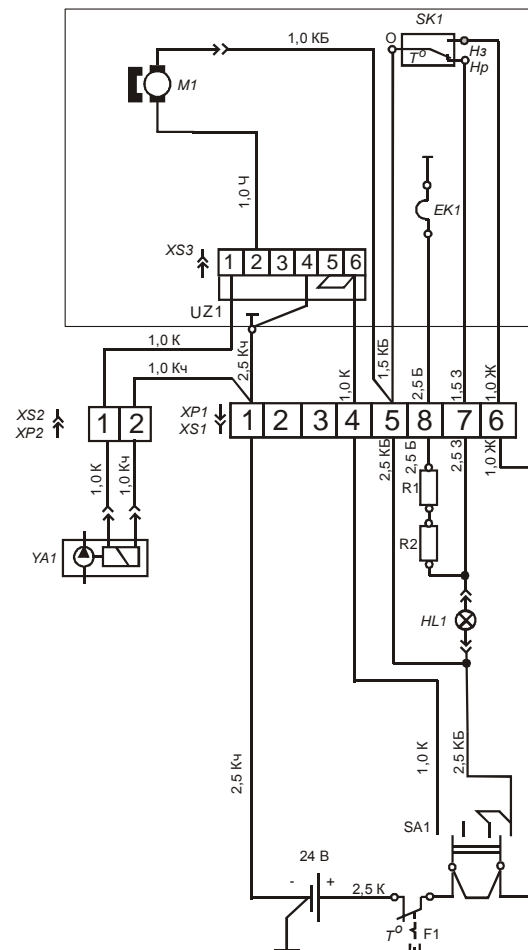 SK1
1,0 КБ
О
Нз
T°
Нр
M1
1,0 Ч
EK1
XS3
1 2 3 4 5 6
UZ1
1,0 К
1,0 Кч
2,5 Кч
1,0 К
1,5 КБ
2,5 Б
1,5 З
1,0 Ж
XS2
XP2
1 2
XP1
XS1
1 2 3 4 5 8 7 6
2,5 КБ
2,5 Б
2,5 З
1,0 Ж
1,0 К
1,0 Кч
R1
R2
YA1
HL1
2,5 Кч
1,0 К
2,5 КБ
SA1
24 В
- +
2,5 К
T°
F1